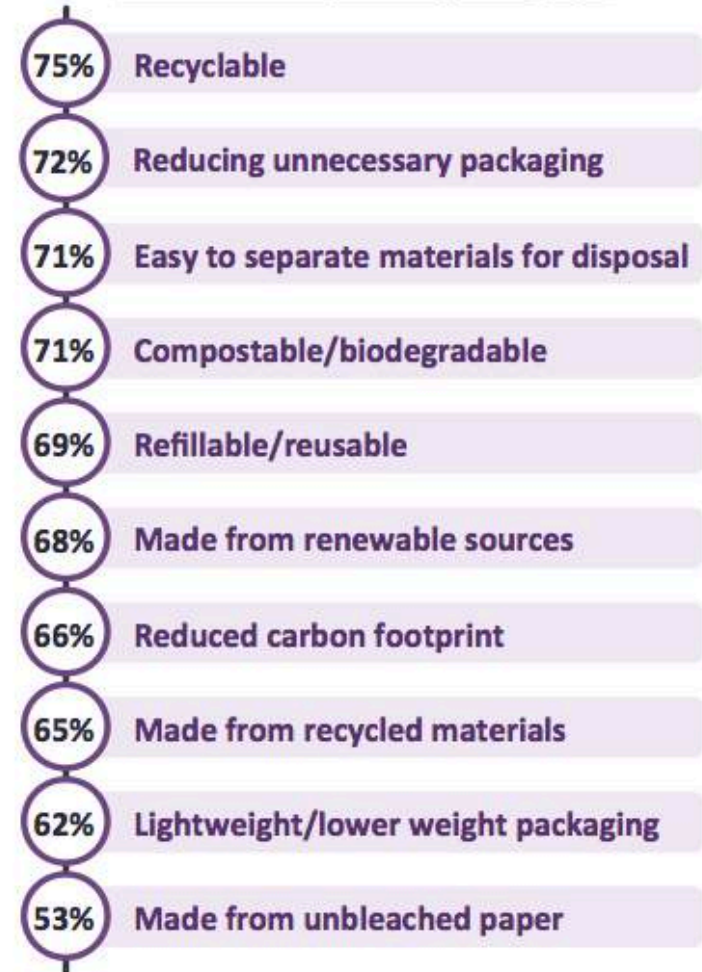 75% Recyclable
72% Reducing unnecessary packaging
71% Easy to separate materials for disposal
71% Compostable/biodegradable
69% Refillable/reusable
68% Made from renewable sources
66% Reduced carbon footprint
65% Made from recycled materials
62% Lightweight/lower weight packaging
53% Made from unbleached paper